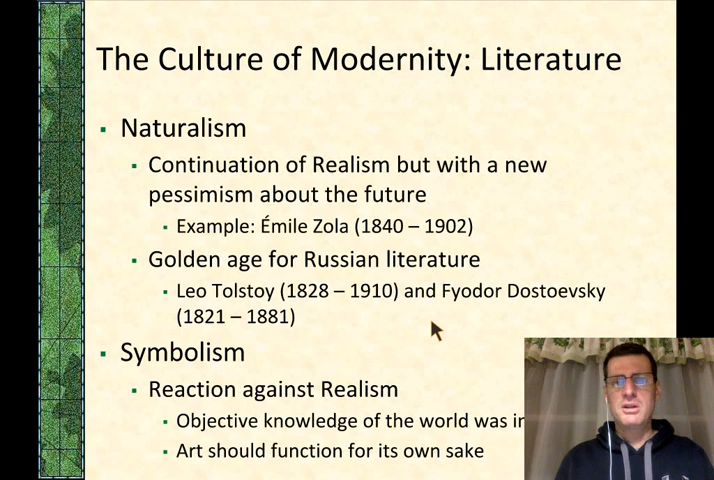 The Culture of Modernity: Literature
▪ Naturalism
▪ Continuation of Realism but with a new
pessimism about the future
▪ Example: Émile Zola (1840 – 1902)
▪ Golden age for Russian literature
▪ Leo Tolstoy (1828 – 1910) and Fyodor Dostoevsky
(1821 – 1881)
▪ Symbolism
▪ Reaction against Realism
▪ Objective knowledge of the world was
▪ Art should function for its own sake